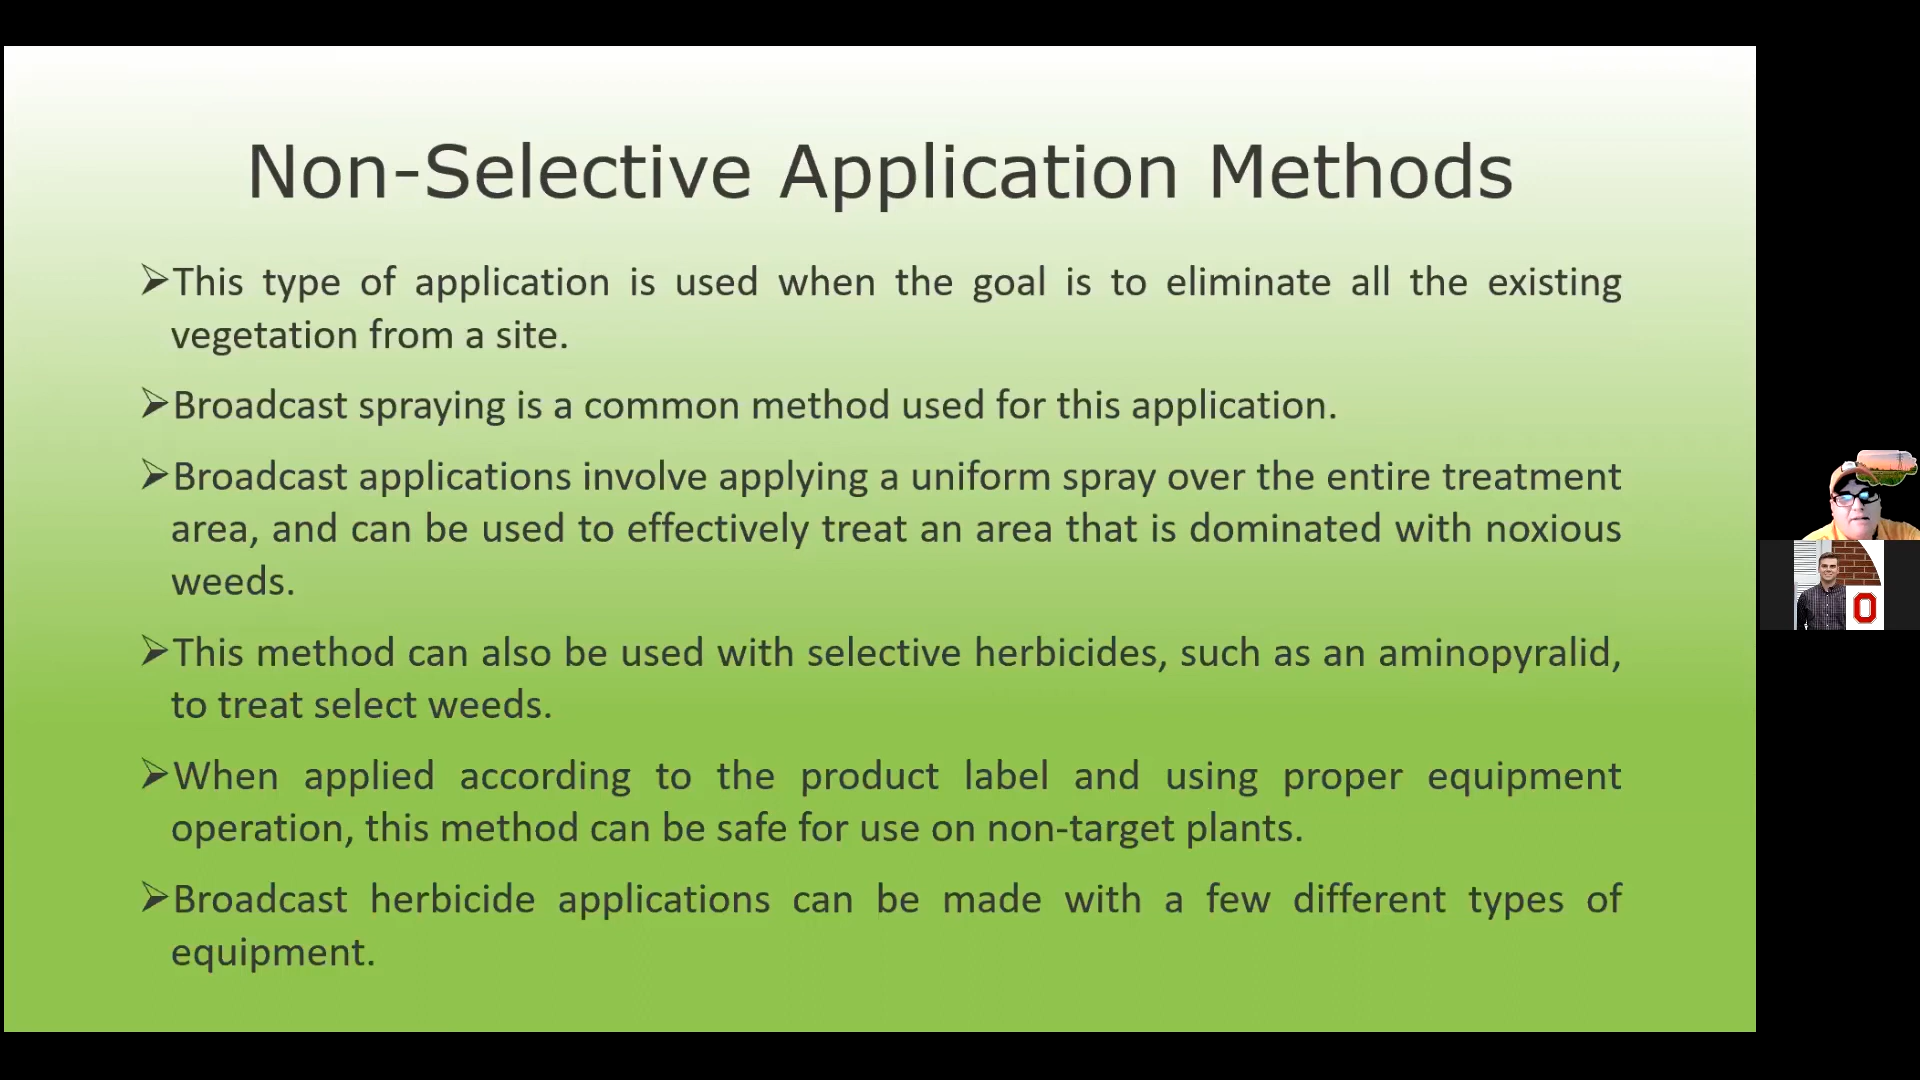 Non-Selective Application Methods
➢This type of application is used when the goal is to eliminate all the existing
vegetation from a site.
➢Broadcast spraying is a common method used for this application.
➢Broadcast applications involve applying a uniform spray over the entire treatment
area, and can be used to effectively treat an area that is dominated with noxious
weeds.
➢This method can also be used with selective herbicides, such as an aminopyralid,
to treat select weeds.
➢When applied according to the product label and using proper equipment
operation, this method can be safe for use on non-target plants.
➢Broadcast herbicide applications can be made with a few different types of
equipment.
O